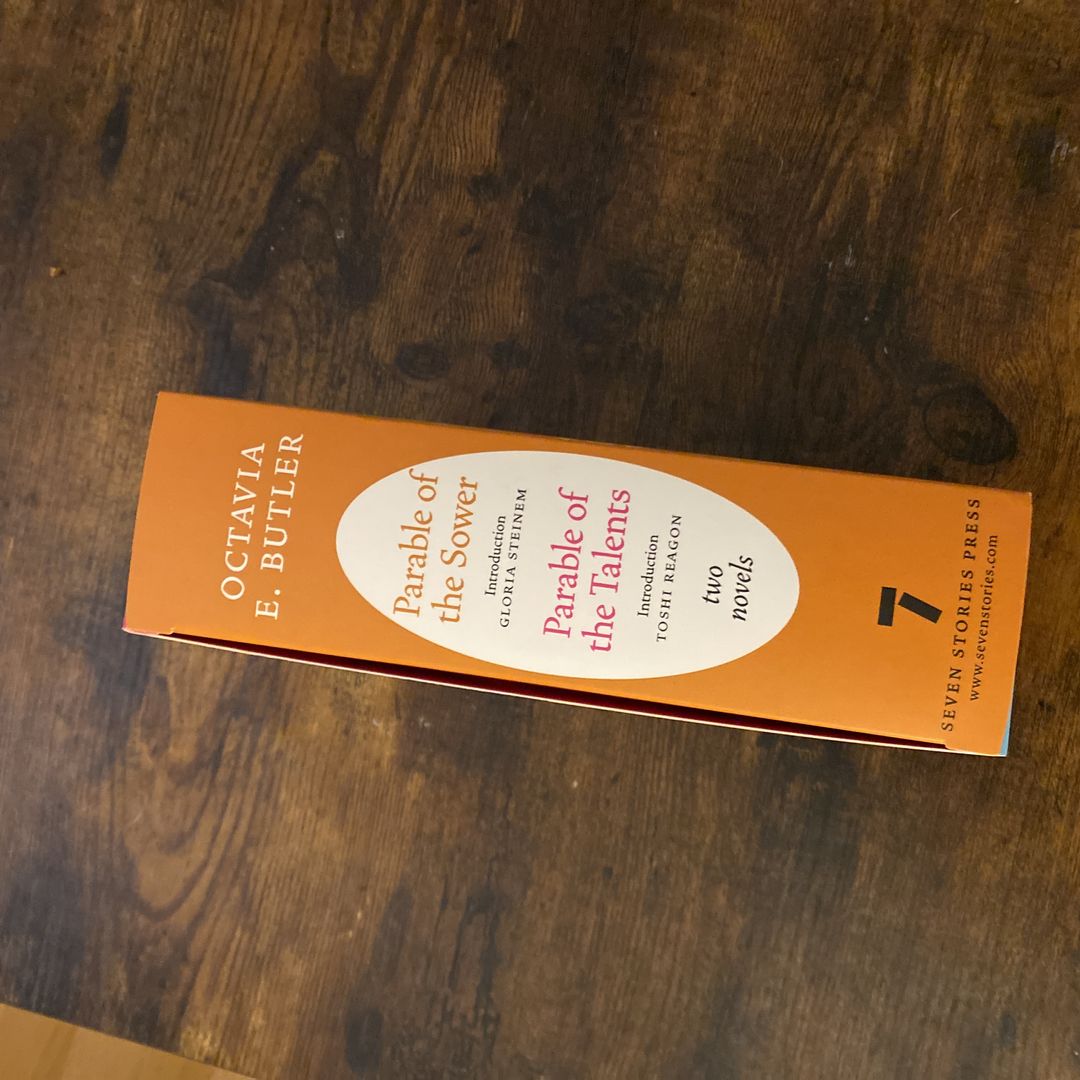 OCTAVIA
E. BUTLER
Parable of
the Sower
Introduction
GLORIA STEINEM
Parable of
the Talents
Introduction
TOSHI REAGON
two
novels
7
SEVEN STORIES PRESS
www.sevenstories.com